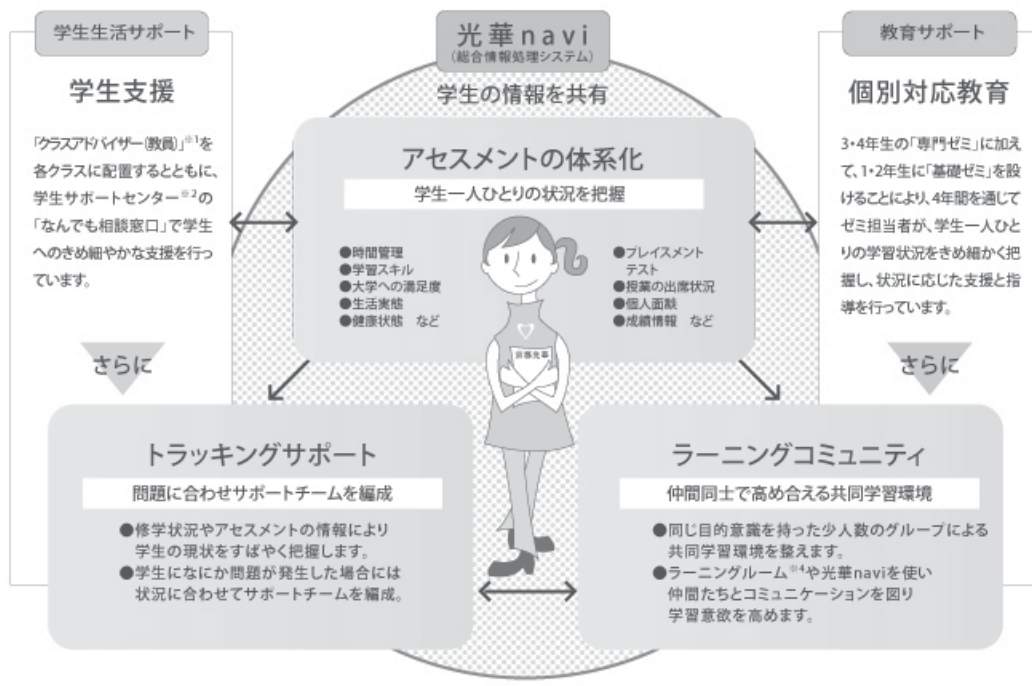 学生生活サポート
学生支援
「クラスアドバイザー(教員)」※1を
各クラスに配置するとともに、
学生サポートセンター※2の
「なんでも相談窓口」で学生
へのきめ細やかな支援を行っ
ています。
さらに
光華navi
(総合情報処理システム)
学生の情報を共有
アセスメントの体系化
学生一人ひとりの状況を把握
●時間管理
●学習スキル
●大学への満足度
●生活実態
●健康状態 など
●プレイスメント
テスト
●授業の出席状況
●個人面談
●成績情報 など
京都光華
教育サポート
個別対応教育
3・4年生の「専門ゼミ」に加え
て、1・2年生に「基礎ゼミ」を設
けることにより、4年間を通じて
ゼミ担当者が、学生一人ひと
りの学習状況をきめ細かく把
握し、状況に応じた支援と指
導を行っています。
さらに
トラッキングサポート
問題に合わせサポートチームを編成
●修学状況やアセスメントの情報により
学生の現状をすばやく把握します。
●学生になにか問題が発生した場合には
状況に合わせてサポートチームを編成。
ラーニングコミュニティ
仲間同士で高め合える共同学習環境
●同じ目的意識を持った少人数のグループによる
共同学習環境を整えます。
●ラーニングルーム※4や光華naviを使い
仲間たちとコミュニケーションを図り
学習意欲を高めます。